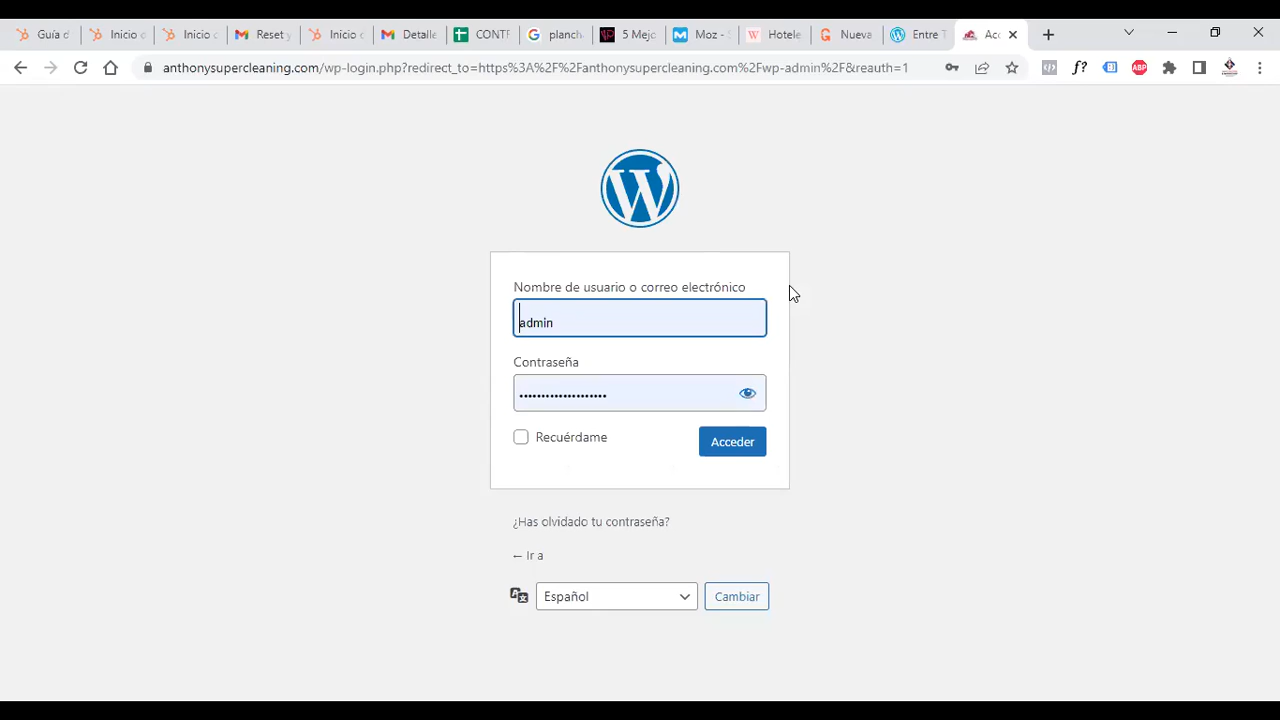 Guía d
Inicio d
Inicio c
Reset y
Inicio c
Detalle
CONTF
planch
5 Mejo
Moz - S
Hotele
Nueva
Entre T
Acc
anthonysupercleaning.com/wp-login.php?redirect_to=https%3A%2F%2Fanthonysupercleaning.com%2Fwp-admin%2F&reauth=1
f?
ABP
Nombre de usuario o correo electrónico
admin
Contraseña
••••••••••••••••••••
Recuérdame
Acceder
¿Has olvidado tu contraseña?
← Ir a
Español
Cambiar